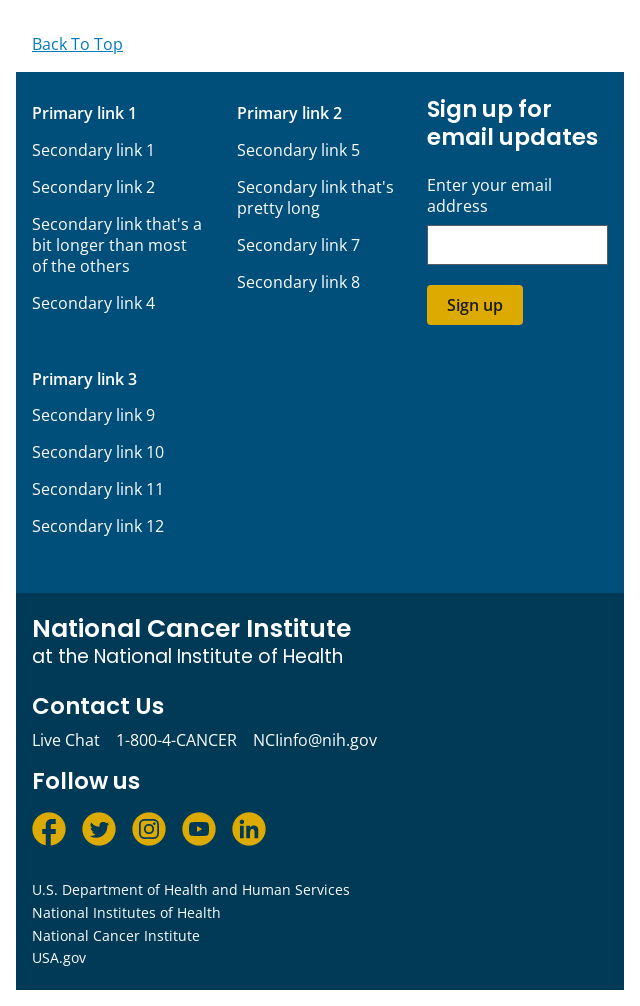 Back To Top
Primary link 1
Secondary link 1
Secondary link 2
Secondary link that's a
bit longer than most
of the others
Secondary link 4
Primary link 2
Secondary link 5
Secondary link that's
pretty long
Secondary link 7
Secondary link 8
Primary link 3
Secondary link 9
Secondary link 10
Secondary link 11
Secondary link 12
Sign up for
email updates
Enter your email
address
Sign up
National Cancer Institute
at the National Institute of Health
Contact Us
Live Chat 1-800-4-CANCER NCIinfo@nih.gov
Follow us
U.S. Department of Health and Human Services
National Institutes of Health
National Cancer Institute
USA.gov